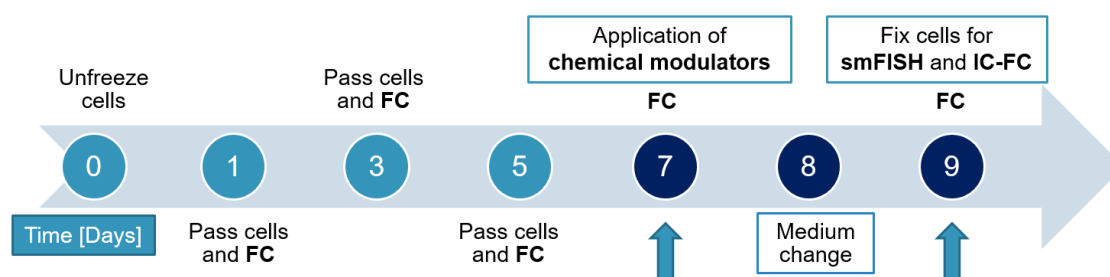 Unfreeze
cells
Pass cells
and FC
Application of
chemical modulators
FC
Fix cells for
smFISH and IC-FC
FC
0
1
3
5
7
8
9
Time [Days]
Pass cells
and FC
Pass cells
and FC
Medium
change